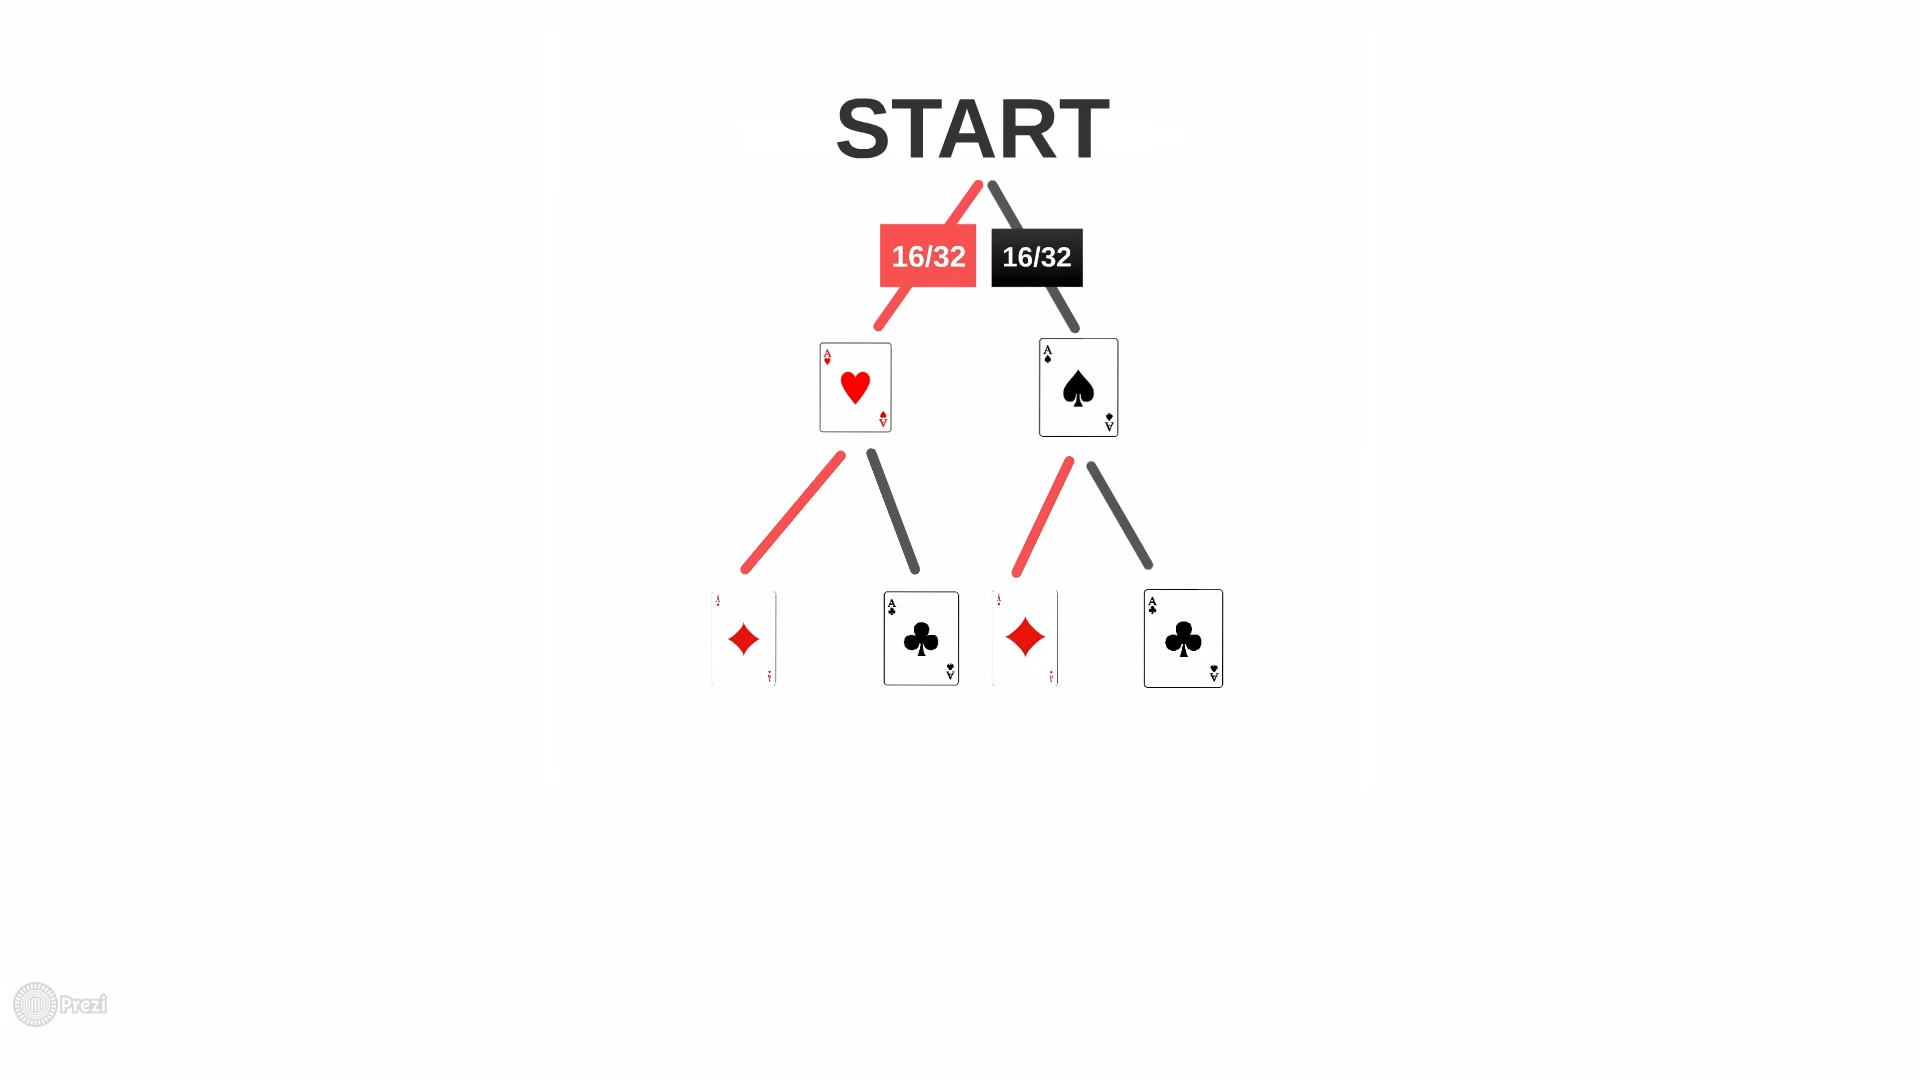 START
16/32 16/32
A A
A A
A A A A
A A
Prezi